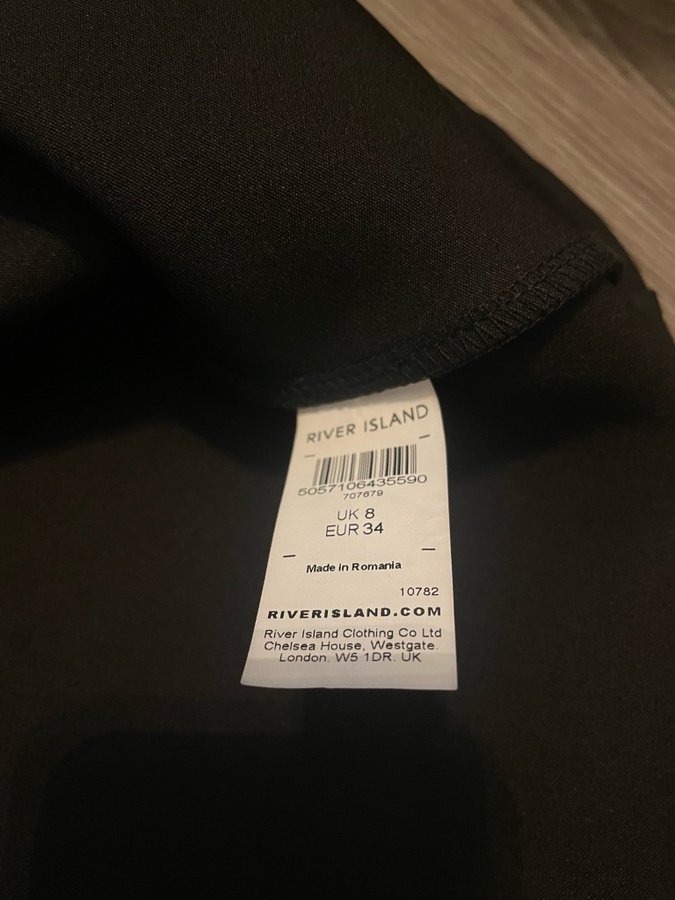 RIVER ISLAND
5057106435590
707679
UK 8
EUR 34
Made in Romania
10782
RIVERISLAND.COM
River Island Clothing Co Ltd
Chelsea House, Westgate.
London. W5 1DR. UK